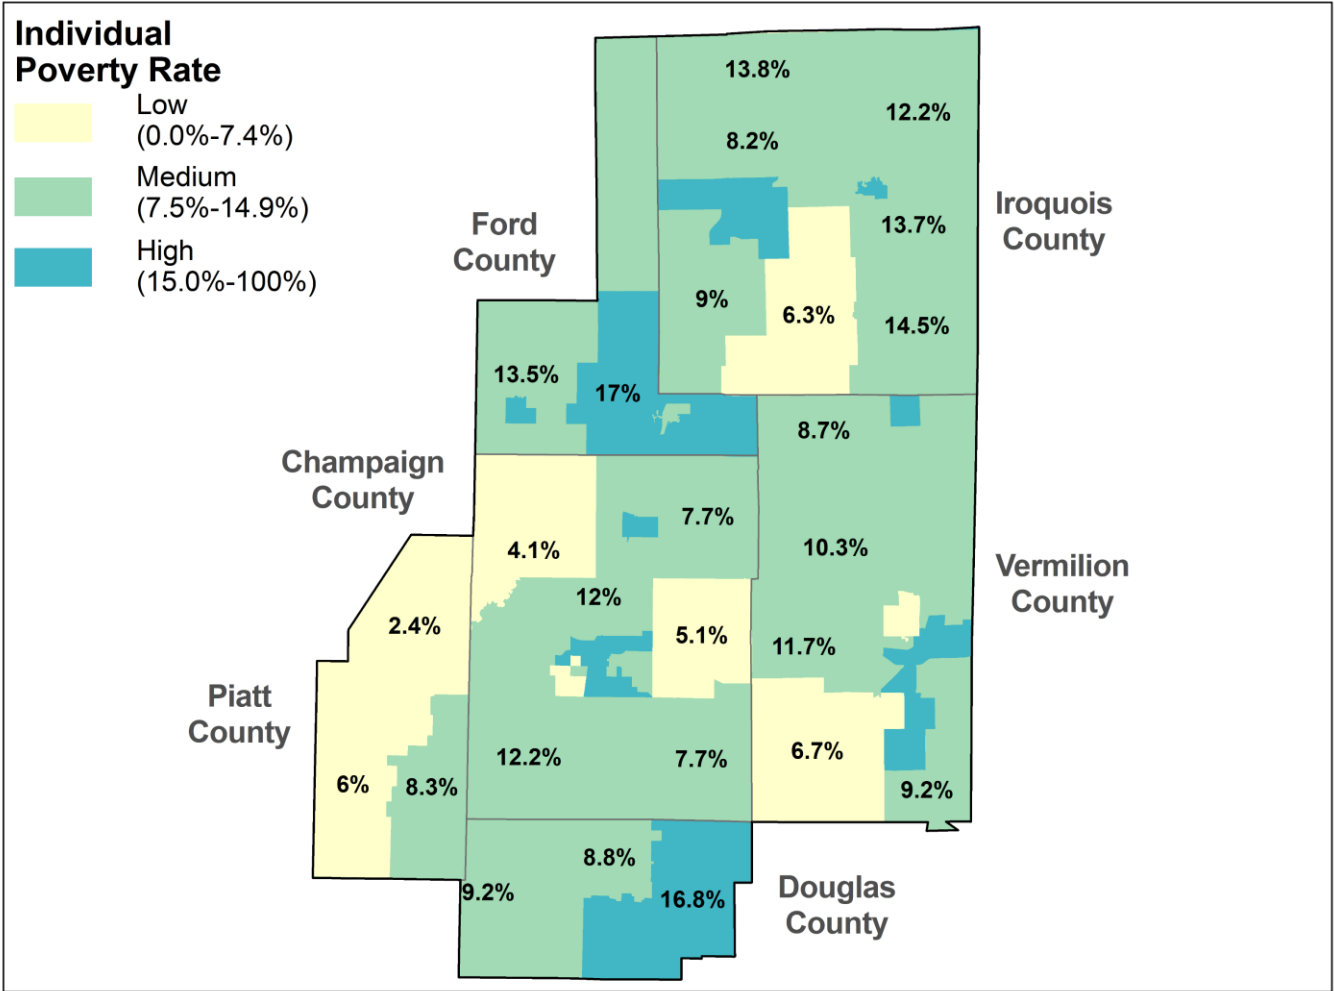 Individual
Poverty Rate
Low
(0.0%-7.4%)
Medium
(7.5%-14.9%)
High
(15.0%-100%)
13.8%
12.2%
8.2%
Iroquois
County
Ford
County
13.7%
9%
6.3%
14.5%
13.5%
17%
8.7%
Champaign
County
7.7%
4.1%
10.3%
Vermilion
County
12%
2.4%
5.1%
11.7%
Piatt
County
12.2%
7.7%
6.7%
6%
8.3%
9.2%
8.8%
9.2%
16.8%
Douglas
County